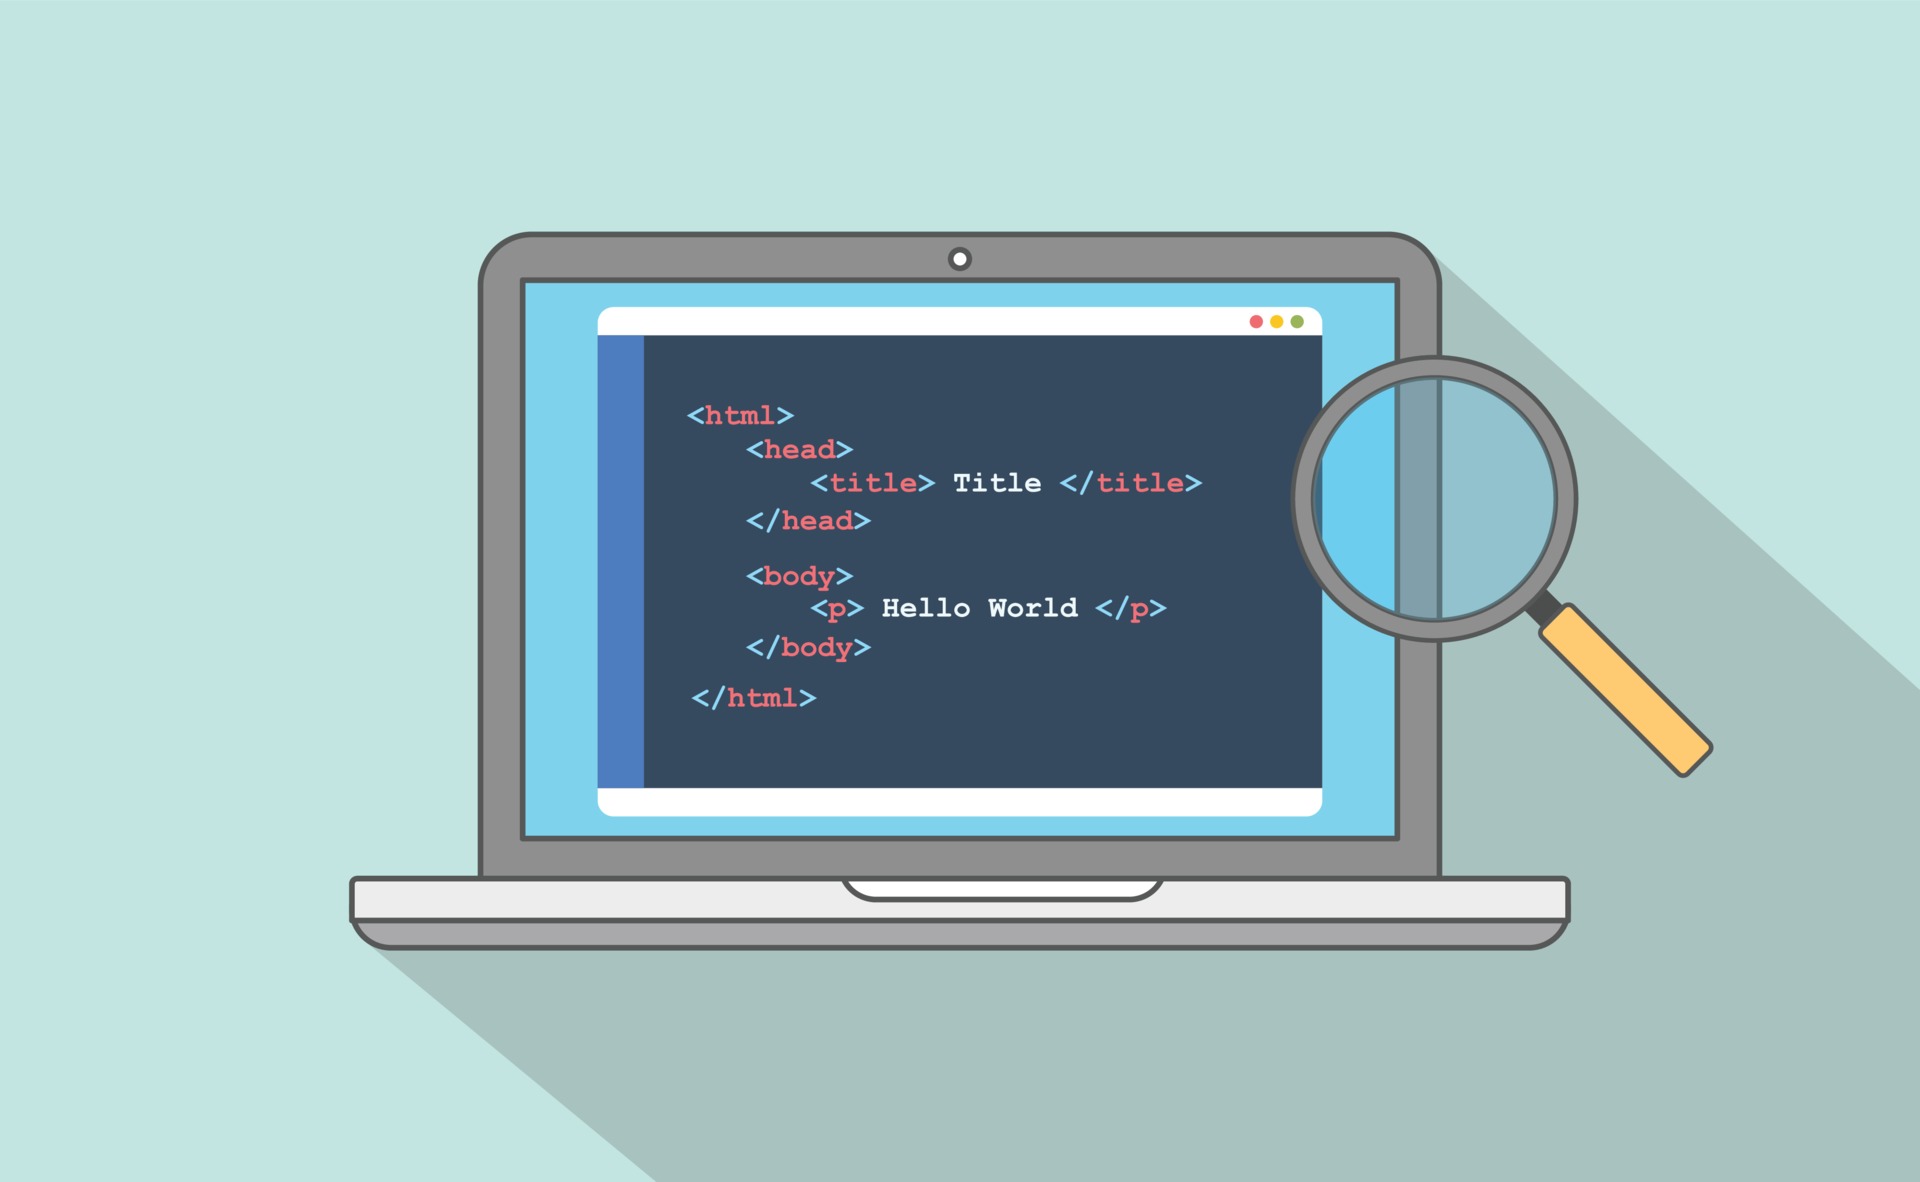 <html>
<head>
<title> Title </title>
</head>
<body>
<p> Hello World </p>
</body>
</html>